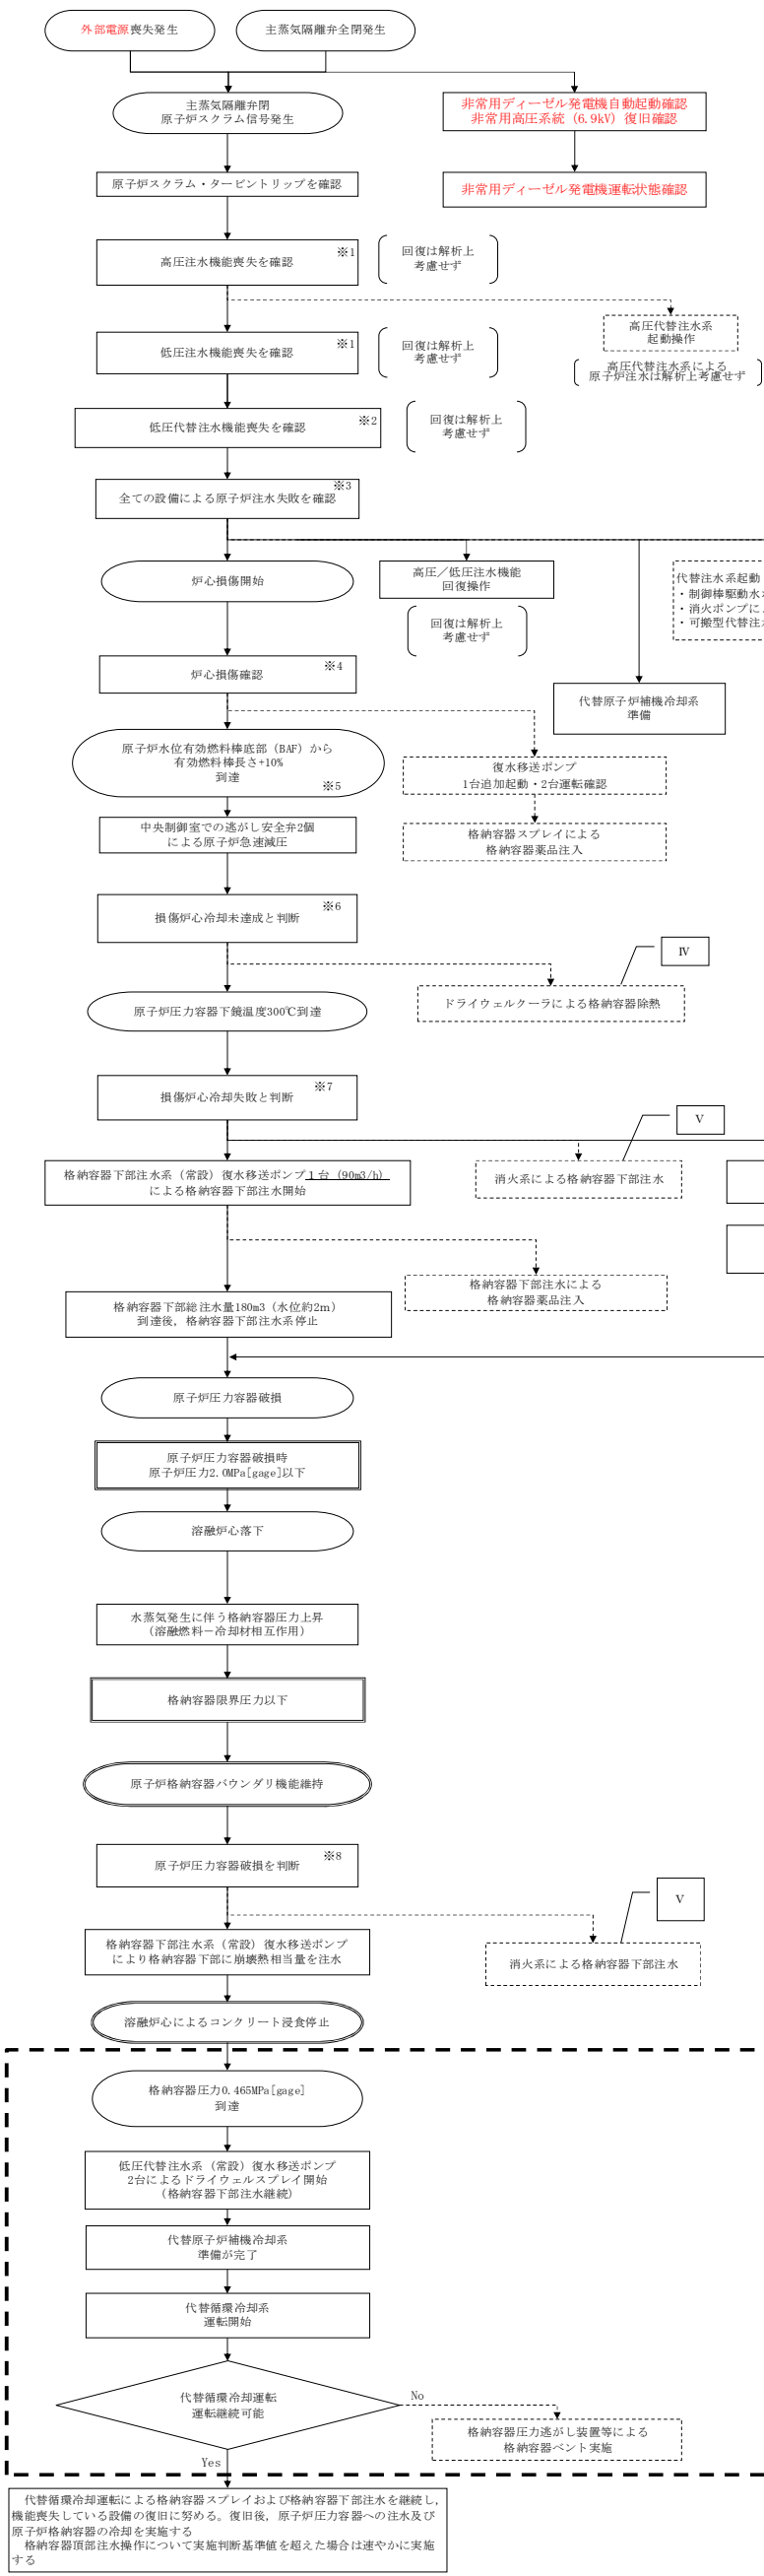 外部電源喪失発生
主蒸気隔離弁全閉発生
主蒸気隔離弁閉
原子炉スクラム信号発生
非常用ディーゼル発電機自動起動確認
非常用高圧系統（6.9kV）復旧確認
原子炉スクラム・タービントリップを確認
非常用ディーゼル発電機運転状態確認
高圧注水機能喪失を確認
※1
回復は解析上
考慮せず
高圧代替注水系
起動操作
高圧代替注水系による
原子炉注水は解析上考慮せず
低圧注水機能喪失を確認
※1
回復は解析上
考慮せず
低圧代替注水機能喪失を確認
※2
回復は解析上
考慮せず
全ての設備による原子炉注水失敗を確認
※3
炉心損傷開始
高圧／低圧注水機能
回復操作
回復は解析上
考慮せず
代替注水系起動
・制御棒駆動水
・消火ポンプに
・可搬型代替注
炉心損傷確認
※4
代替原子炉補機冷却系
準備
原子炉水位有効燃料棒底部（BAF）から
有効燃料棒長さ+10%
到達
※5
復水移送ポンプ
1台追加起動・2台運転確認
中央制御室での逃がし安全弁2個
による原子炉急速減圧
格納容器スプレイによる
格納容器薬品注入
損傷炉心冷却未達成と判断
※6
Ⅳ
ドライウェルクーラによる格納容器除熱
原子炉圧力容器下鏡温度300℃到達
損傷炉心冷却失敗と判断
※7
Ⅴ
格納容器下部注水系（常設）復水移送ポンプ１台（90m3/h）
による格納容器下部注水開始
消火系による格納容器下部注水
格納容器下部注水による
格納容器薬品注入
格納容器下部総注水量180m3（水位約2m）
到達後，格納容器下部注水系停止
原子炉圧力容器破損
原子炉圧力容器破損時
原子炉圧力2.0MPa[gage]以下
溶融炉心落下
水蒸気発生に伴う格納容器圧力上昇
（溶融燃料－冷却材相互作用）
格納容器限界圧力以下
原子炉格納容器バウンダリ機能維持
原子炉圧力容器破損を判断
※8
Ⅴ
格納容器下部注水系（常設）復水移送ポンプ
により格納容器下部に崩壊熱相当量を注水
消火系による格納容器下部注水
溶融炉心によるコンクリート浸食停止
格納容器圧力0.465MPa[gage]
到達
低圧代替注水系（常設）復水移送ポンプ
2台によるドライウェルスプレイ開始
（格納容器下部注水継続）
代替原子炉補機冷却系
準備が完了
代替循環冷却系
運転開始
代替循環冷却運転
運転継続可能
No
格納容器圧力逃がし装置等による
格納容器ベント実施
Yes
代替循環冷却運転による格納容器スプレイおよび格納容器下部注水を継続し，
機能喪失している設備の復旧に努める。復旧後，原子炉圧力容器への注水及び
原子炉格納容器の冷却を実施する
格納容器頂部注水操作について実施判断基準値を超えた場合は速やかに実施
する